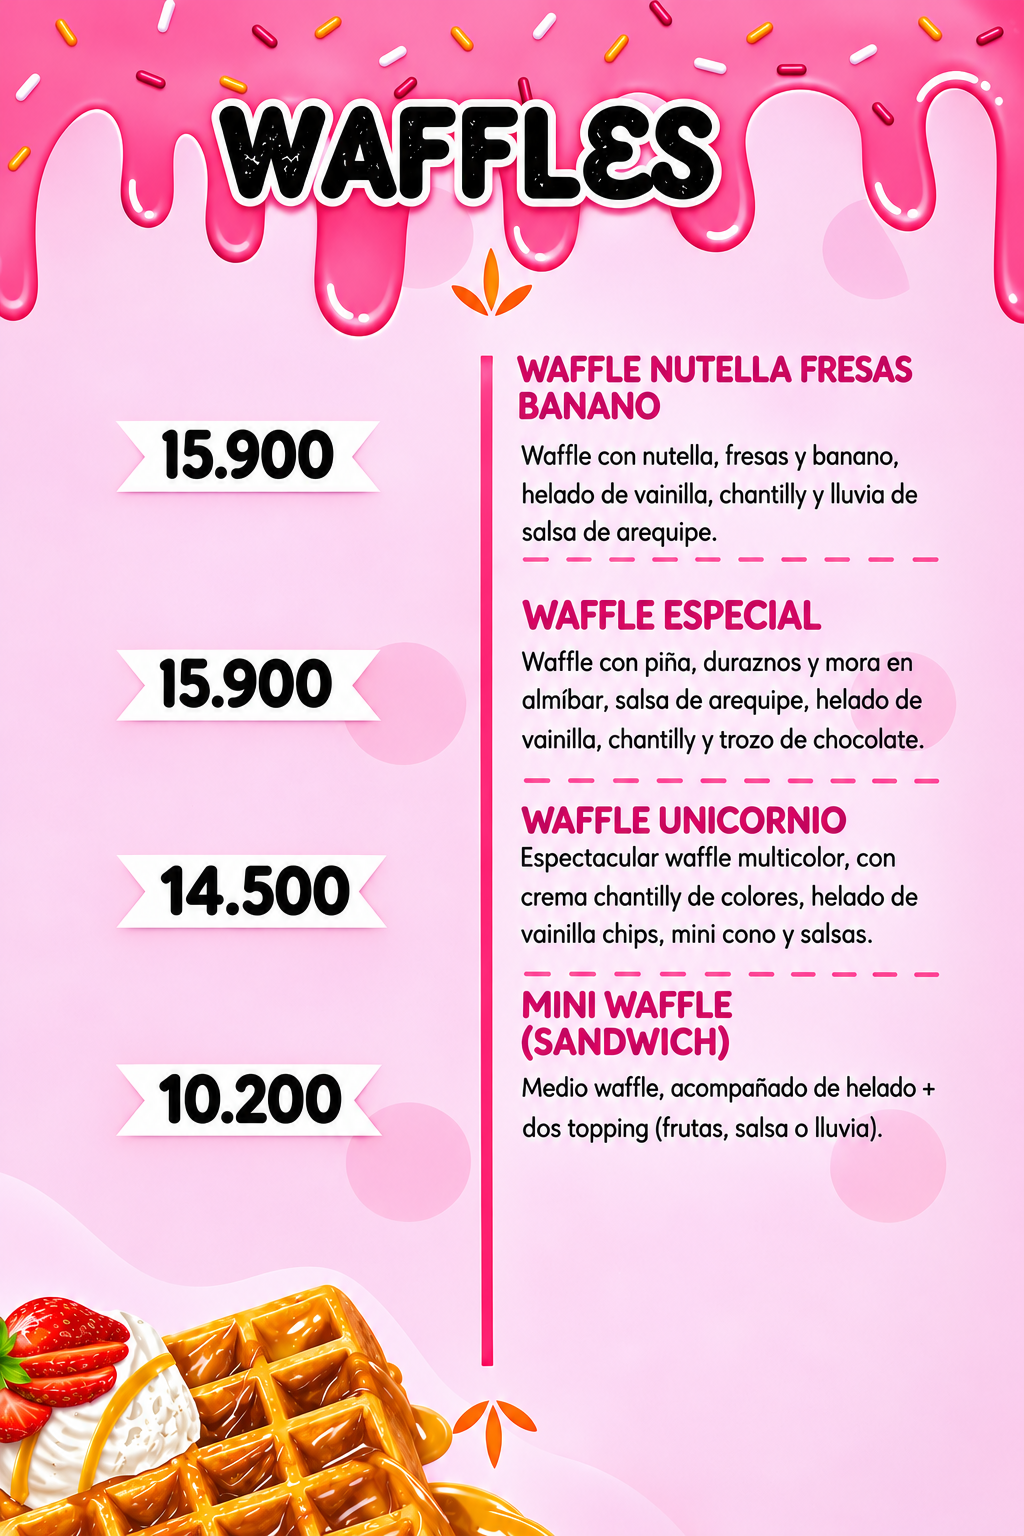 WAFFLES
15.900
WAFFLE NUTELLA FRESAS
BANANO
Waffle con nutella, fresas y banano,
helado de vainilla, chantilly y lluvia de
salsa de arequipe.
15.900
WAFFLE ESPECIAL
Waffle con piña, duraznos y mora en
almíbar, salsa de arequipe, helado de
vainilla, chantilly y trozo de chocolate.
14.500
WAFFLE UNICORNIO
Espectacular waffle multicolor, con
crema chantilly de colores, helado de
vainilla chips, mini cono y salsas.
10.200
MINI WAFFLE
(SANDWICH)
Medio waffle, acompañado de helado +
dos topping (frutas, salsa o lluvia).